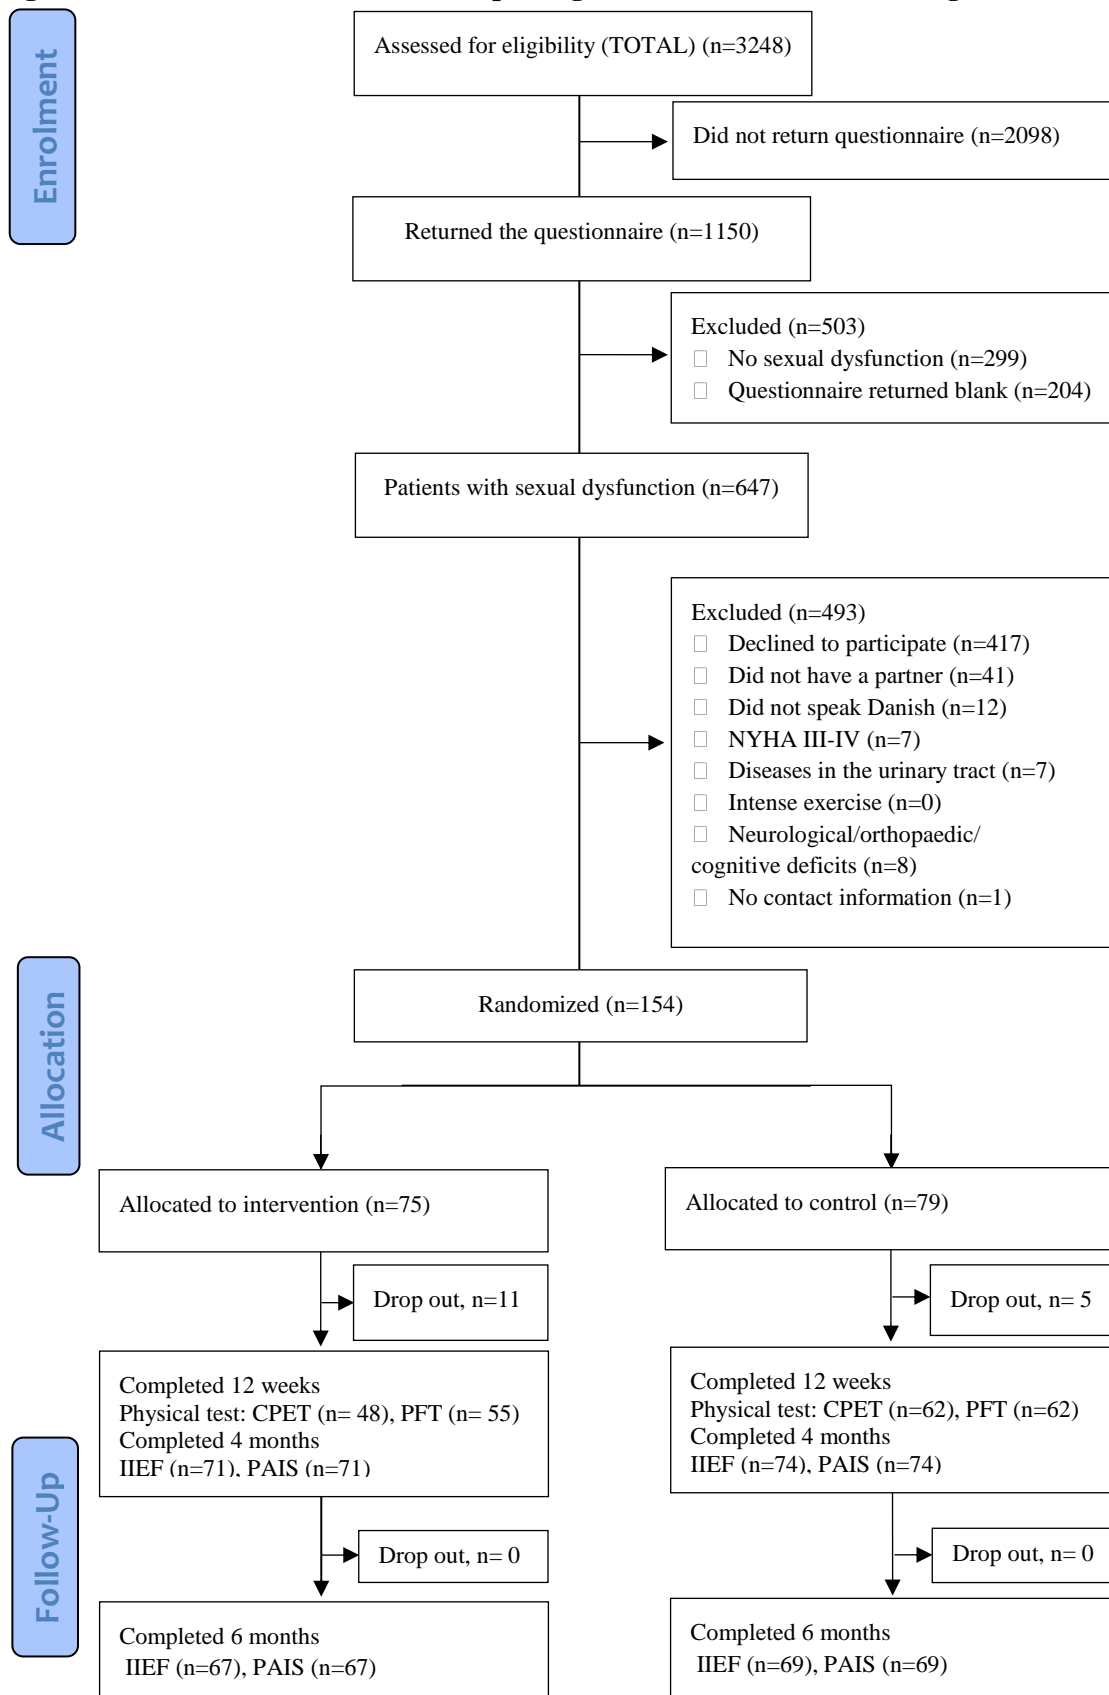 Enrolment
Assessed for eligibility (TOTAL) (n=3248)
Did not return questionnaire (n=2098)
Returned the questionnaire (n=1150)
Excluded (n=503)
No sexual dysfunction (n=299)
Questionnaire returned blank (n=204)
Patients with sexual dysfunction (n=647)
Excluded (n=493)
Declined to participate (n=417)
Did not have a partner (n=41)
Did not speak Danish (n=12)
NYHA III-IV (n=7)
Diseases in the urinary tract (n=7)
Intense exercise (n=0)
Neurological/orthopaedic/
cognitive deficits (n=8)
No contact information (n=1)
Allocation
Randomized (n=154)
Allocated to intervention (n=75)
Allocated to control (n=79)
Drop out, n=11
Drop out, n= 5
Completed 12 weeks
Physical test: CPET (n= 48), PFT (n= 55)
Completed 4 months
IIEF (n=71), PAIS (n=71)
Completed 12 weeks
Physical test: CPET (n=62), PFT (n=62)
Completed 4 months
IIEF (n=74), PAIS (n=74)
Follow-Up
Drop out, n= 0
Drop out, n= 0
Completed 6 months
IIEF (n=67), PAIS (n=67)
Completed 6 months
IIEF (n=69), PAIS (n=69)